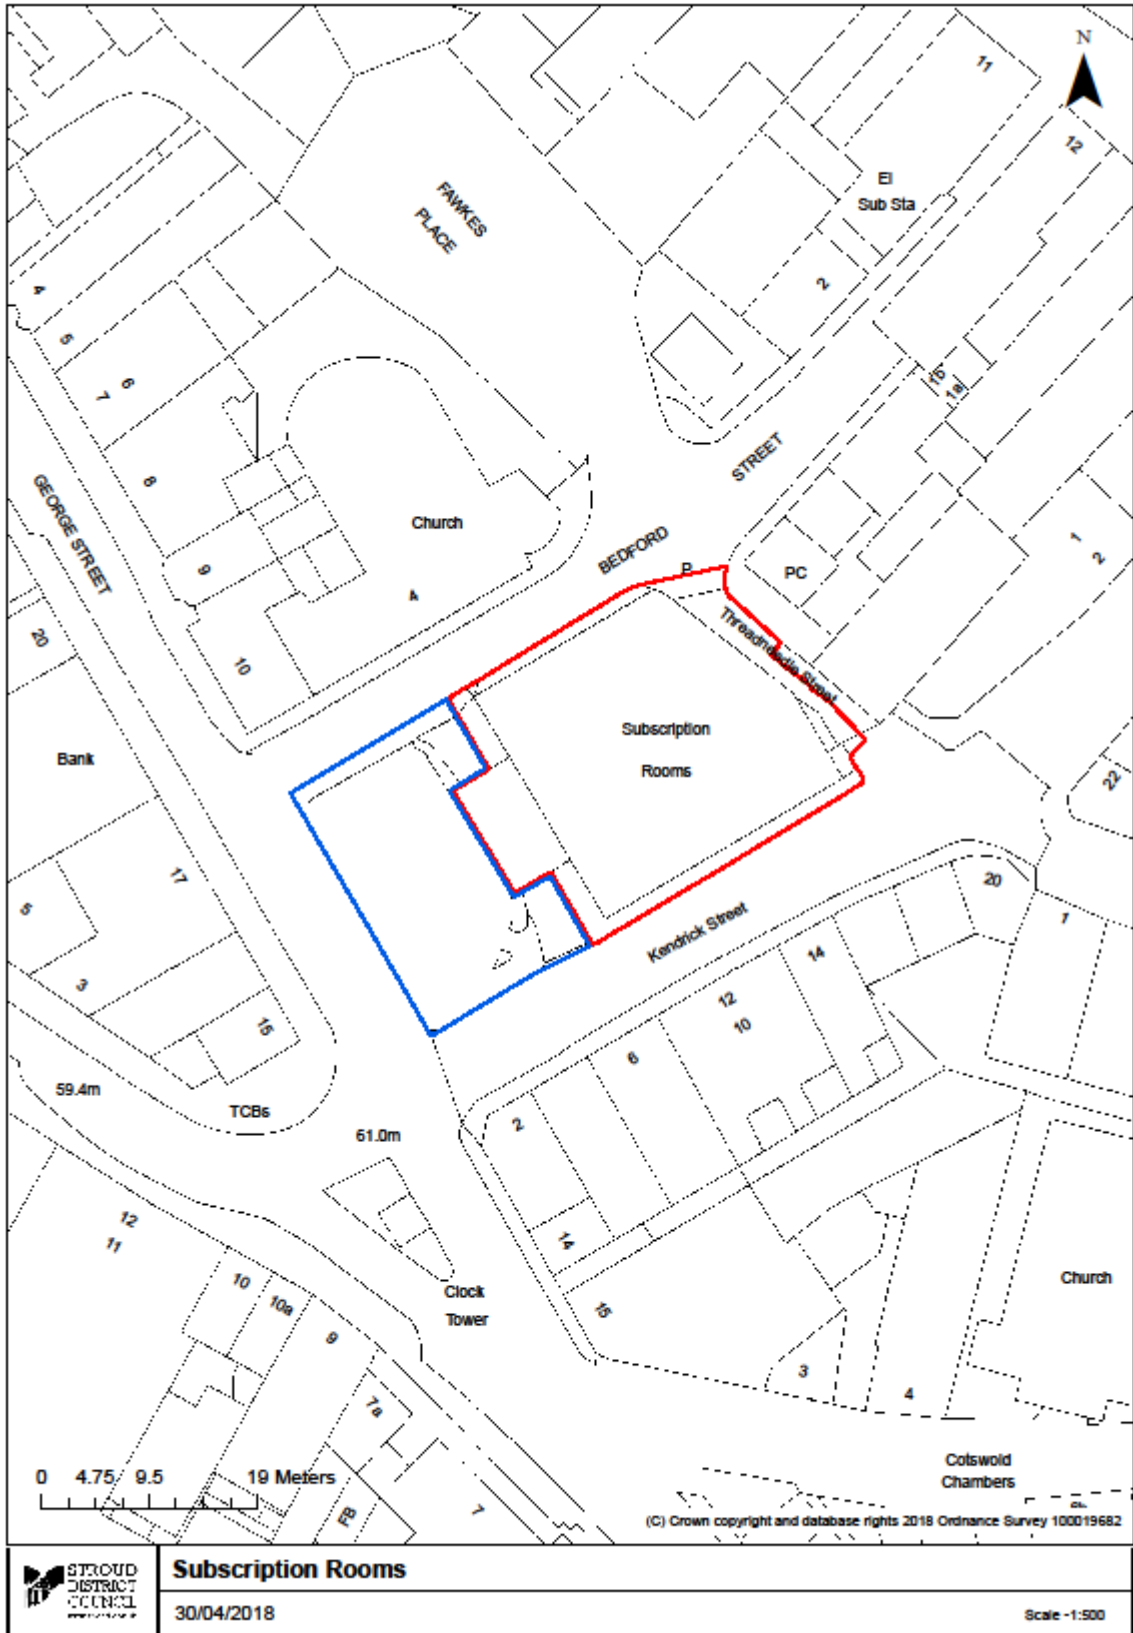 N
11
12
El
Sub Sta
FAWKES
PLACE
2
4
5
6
7
1b
1a
8
STREET
GEORGE STREET
Church
BEDFORD
1
2
9
P
PC
4
Threadneedle Street
20
10
Subscription
Rooms
Bank
22
17
20
5
Kendrick Street
1
14
3
12
10
15
6
59.4m
TCBs
2
61.0m
12
11
14
10
Clock
Tower
Church
10a
15
9
3
7a
4
Cotswold
Chambers
0 4.75 9.5 19 Meters
FB
7
(C) Crown copyright and database rights 2018 Ordnance Survey 100019682
STROUD
DISTRICT
COUNCIL
Subscription Rooms
30/04/2018
Scale -1:500